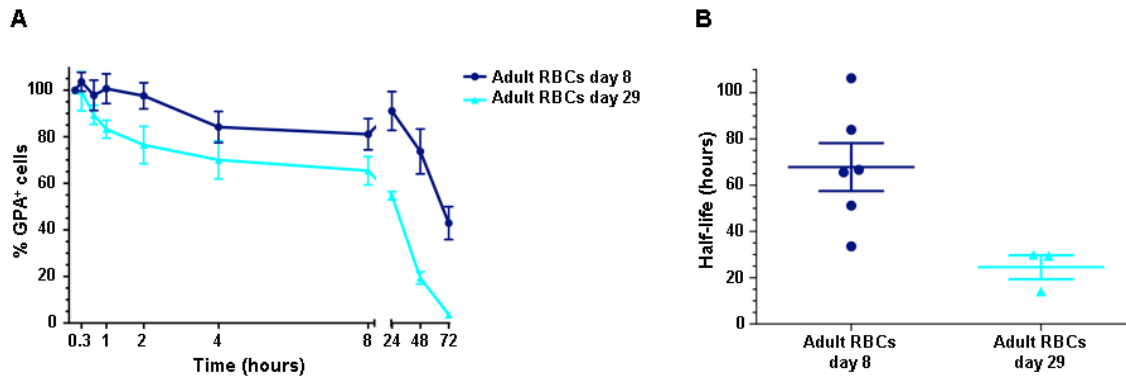 A
B
% GPA⁺ cells
100
80
60
40
20
0
0.3 1 2 4 8 24 48 72
Time (hours)
Adult RBCs day 8
Adult RBCs day 29
Half-life (hours)
100
80
60
40
20
0
Adult RBCs
day 8
Adult RBCs
day 29